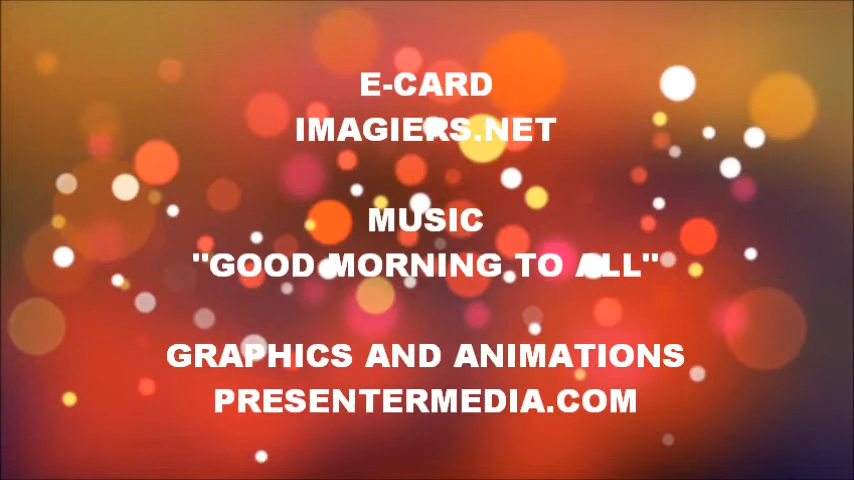 E-CARD
IMAGIERS.NET
MUSIC
"GOOD MORNING TO ALL"
GRAPHICS AND ANIMATIONS
PRESENTERMEDIA.COM